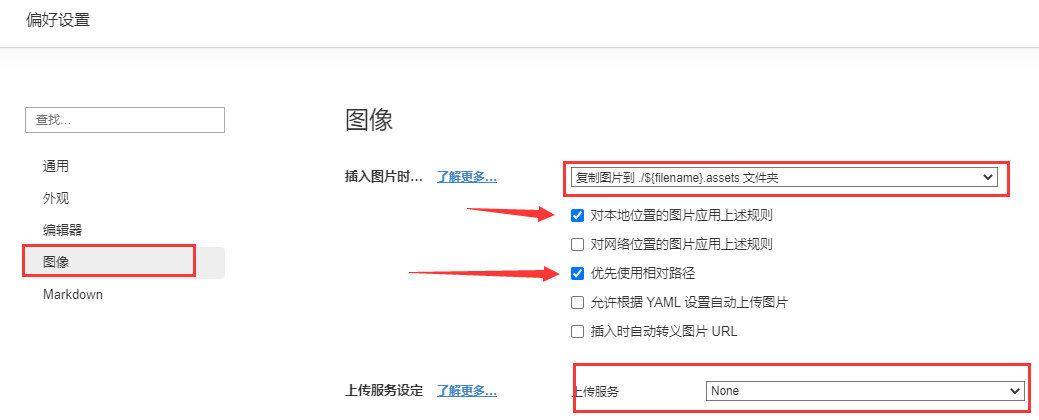 偏好设置
查找...
通用
外观
编辑器
图像
Markdown
图像
插入图片时... 了解更多... 复制图片到 ./${filename}.assets 文件夹
对本地位置的图片应用上述规则
对网络位置的图片应用上述规则
优先使用相对路径
允许根据 YAML 设置自动上传图片
插入时自动转义图片 URL
上传服务设定 了解更多... 上传服务 None